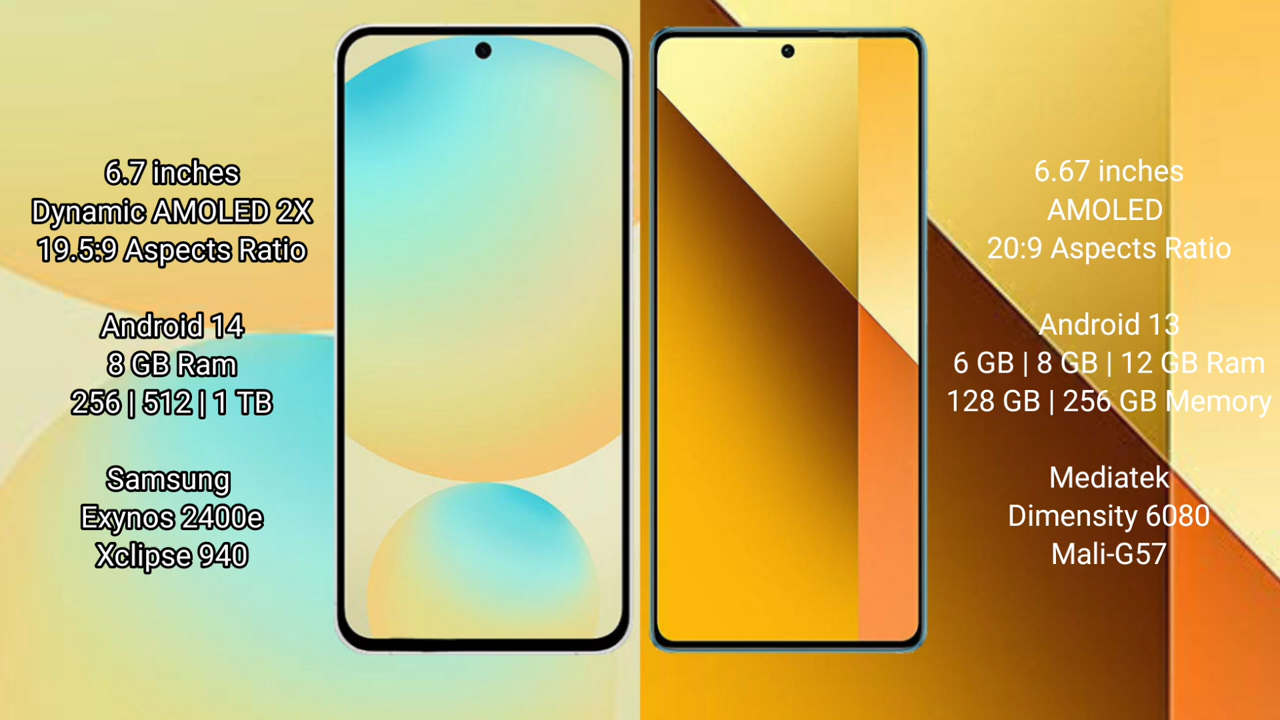 6.7 inches
Dynamic AMOLED 2X
19.5:9 Aspects Ratio
Android 14
8 GB Ram
256 | 512 | 1 TB
Samsung
Exynos 2400e
Xclipse 940
6.67 inches
AMOLED
20:9 Aspects Ratio
Android 13
6 GB | 8 GB | 12 GB Ram
128 GB | 256 GB Memory
Mediatek
Dimensity 6080
Mali-G57